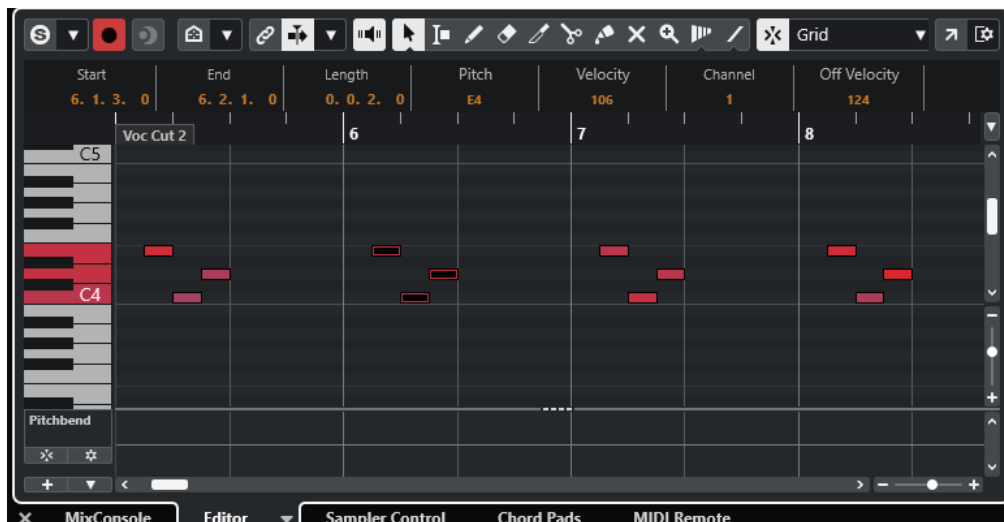 S Grid
Start End Length Pitch Velocity Channel Off Velocity
6. 1. 3. 0 6. 2. 1. 0 0. 0. 2. 0 E4 106 1 124
Voc Cut 2 6 7 8
C5
C4
Pitchbend
MixConsole Editor Sampler Control Chord Pads MIDI Remote